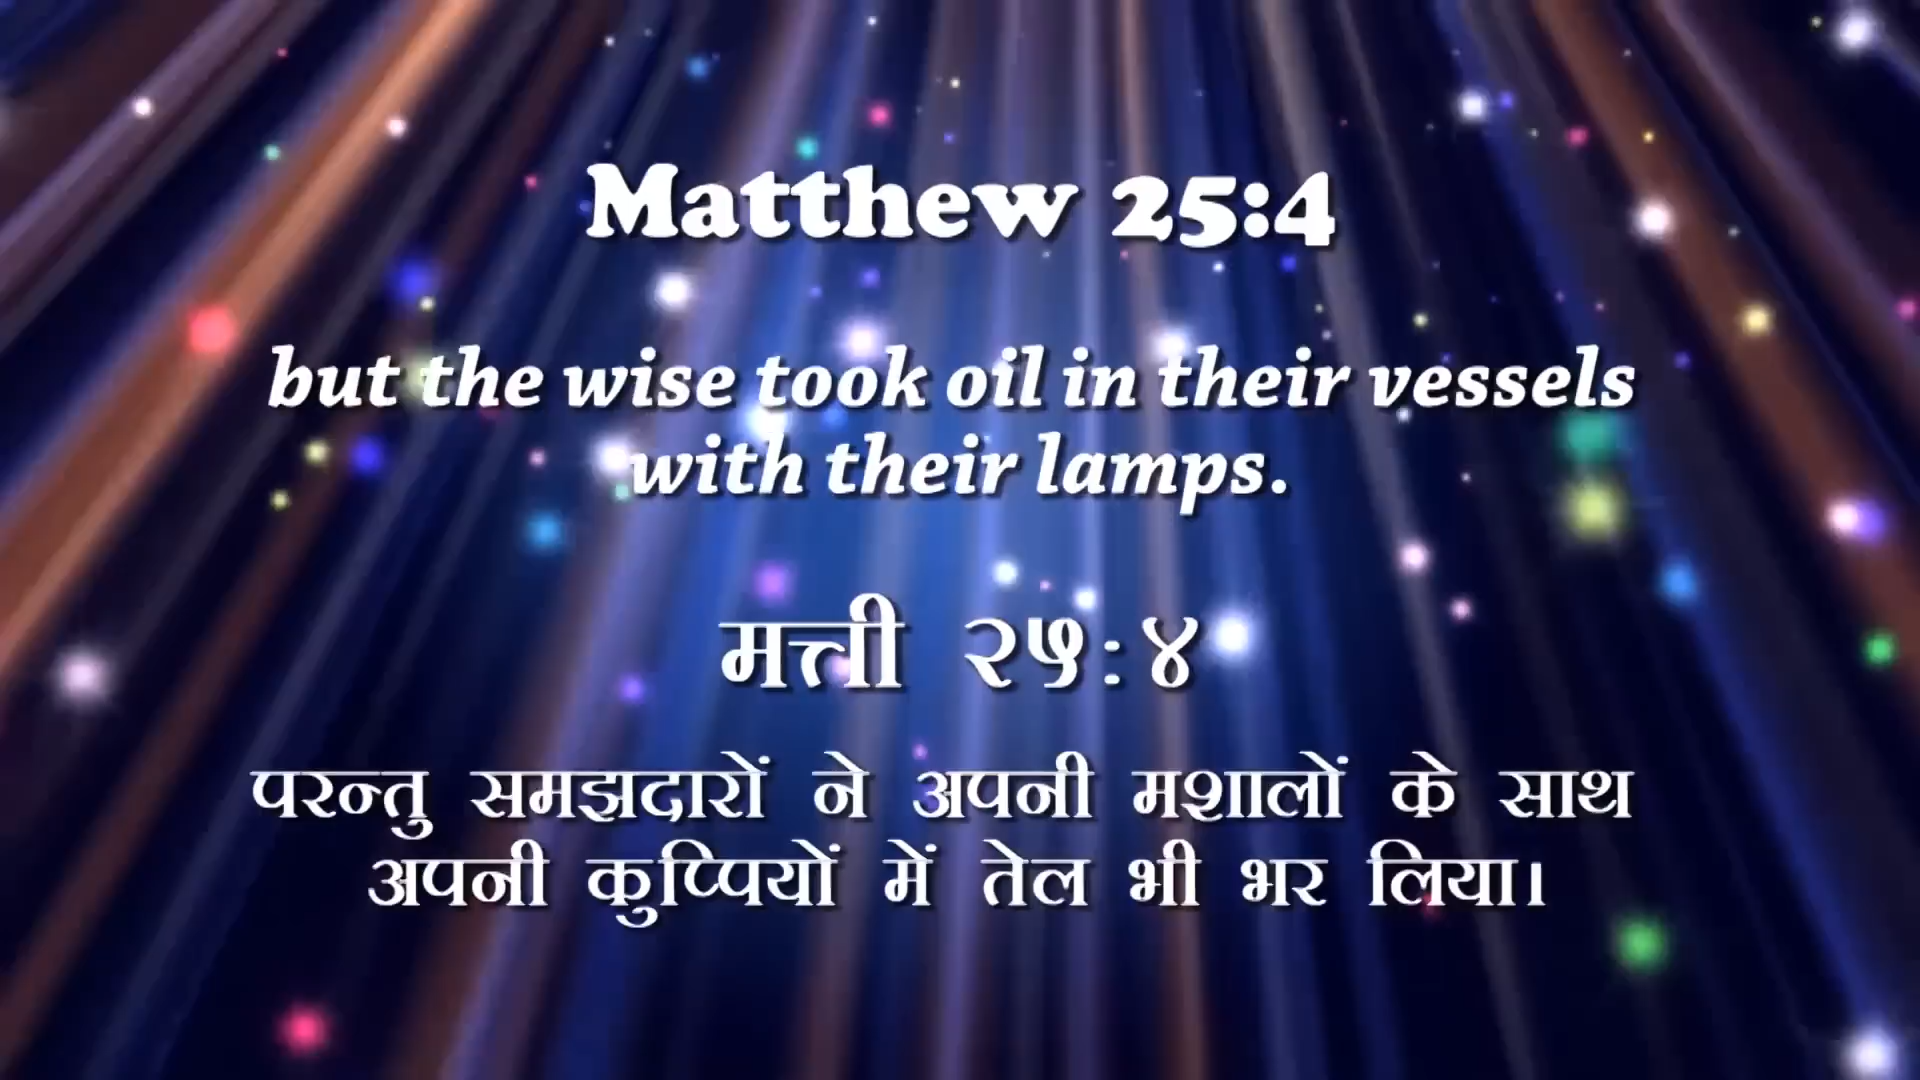 Matthew 25:4
but the wise took oil in their vessels
with their lamps.
मत्ती २५:४
परन्तु समझदारों ने अपनी मशालों के साथ
अपनी कुप्पियों में तेल भी भर लिया।